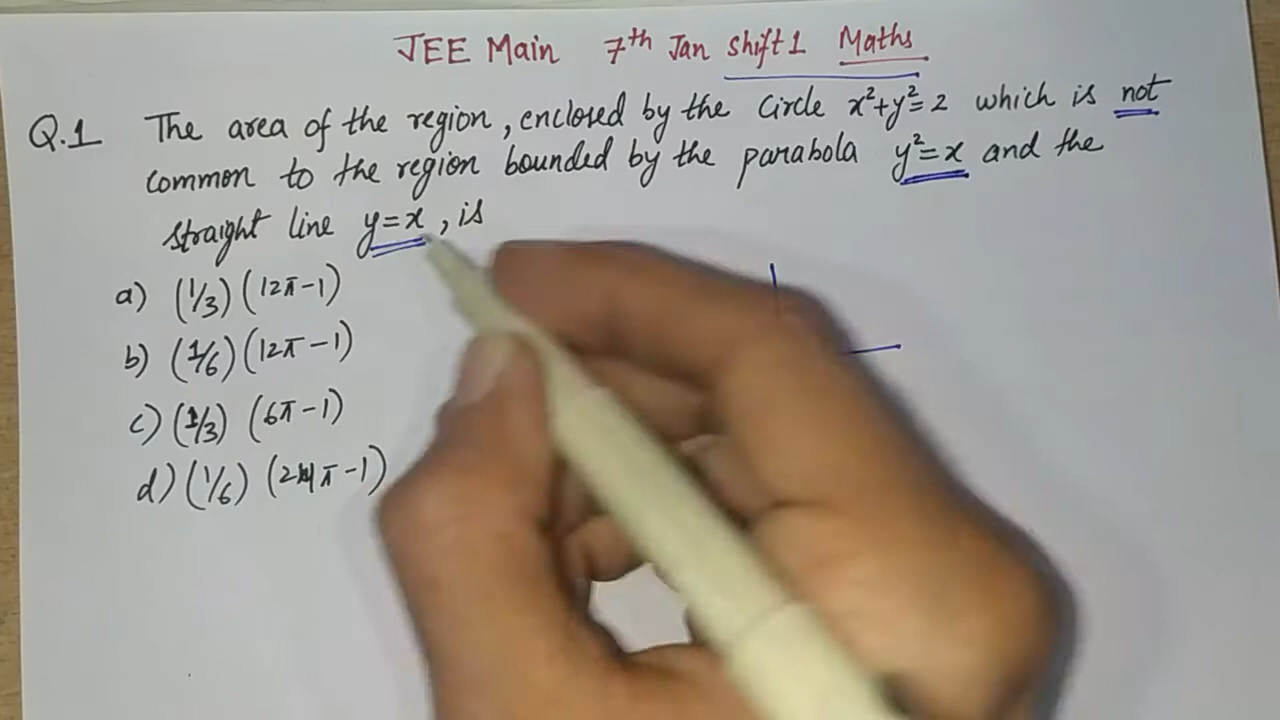 JEE Main 7th Jan Shift 1 Maths
Q.1 The area of the region, enclosed by the Circle x²+y²=2 which is not
common to the region bounded by the parabola y²=x and the
straight line y=x, is
a) (1/3) (12π-1)
b) (1/6) (12π-1)
c) (1/3) (6π-1)
d) (1/6) (24π-1)